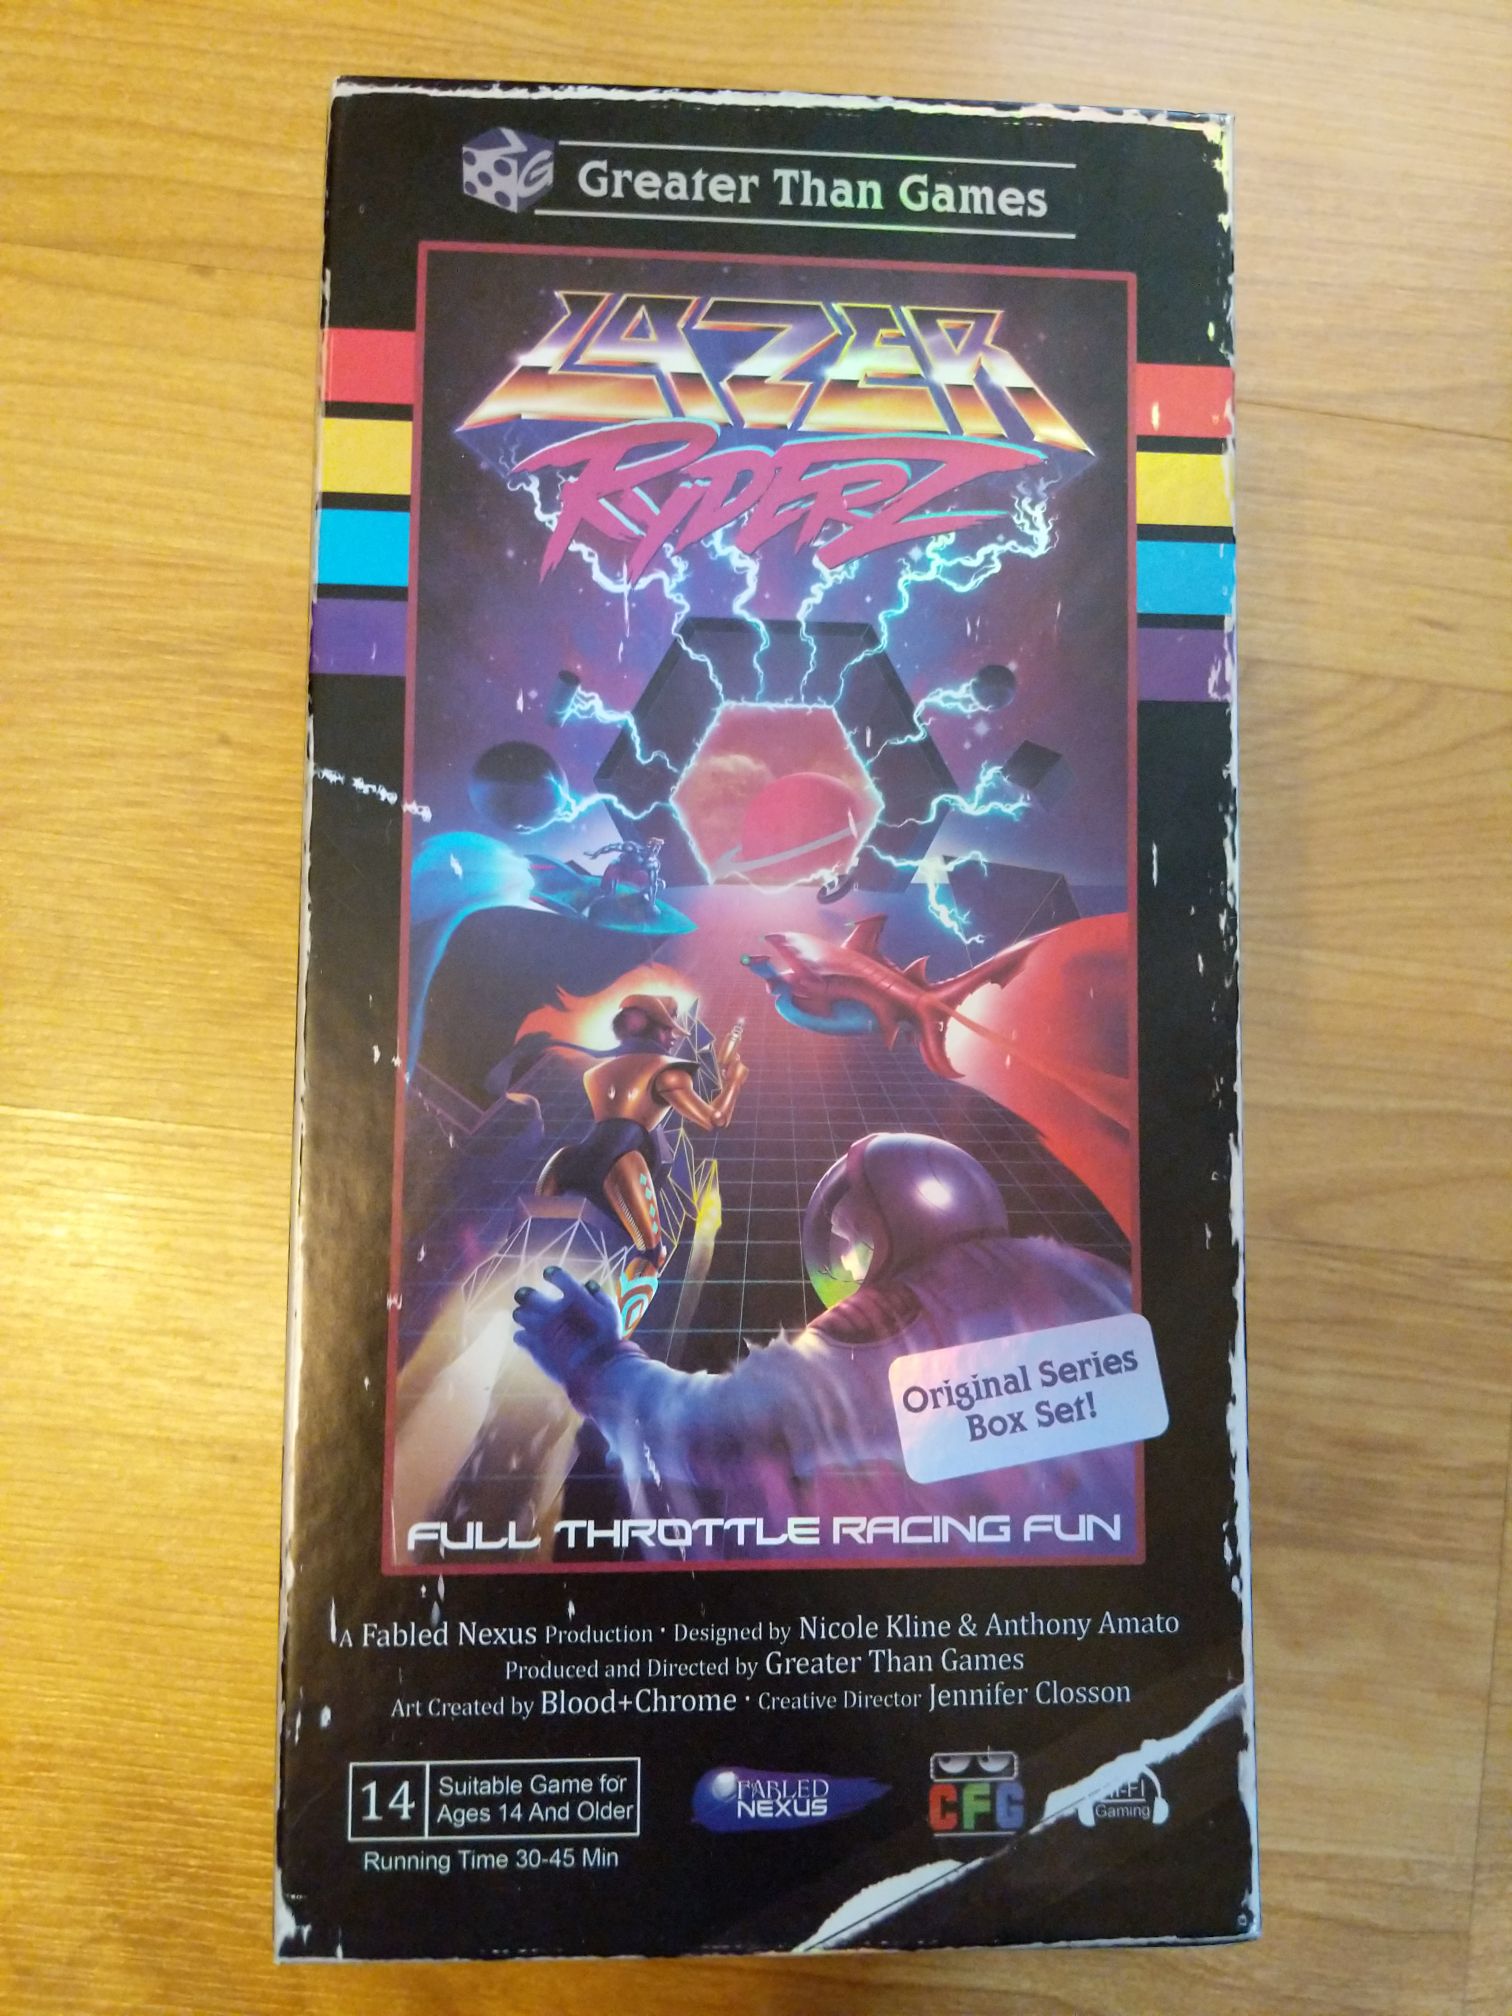 Greater Than Games
LAZER
RYDERZ
Original Series
Box Set!
FULL THROTTLE RACING FUN
A Fabled Nexus Production · Designed by Nicole Kline & Anthony Amato
Produced and Directed by Greater Than Games
Art Created by Blood+Chrome · Creative Director Jennifer Closson
14
Suitable Game for
Ages 14 And Older
Running Time 30-45 Min
FABLED
NEXUS
CFG
Gaming